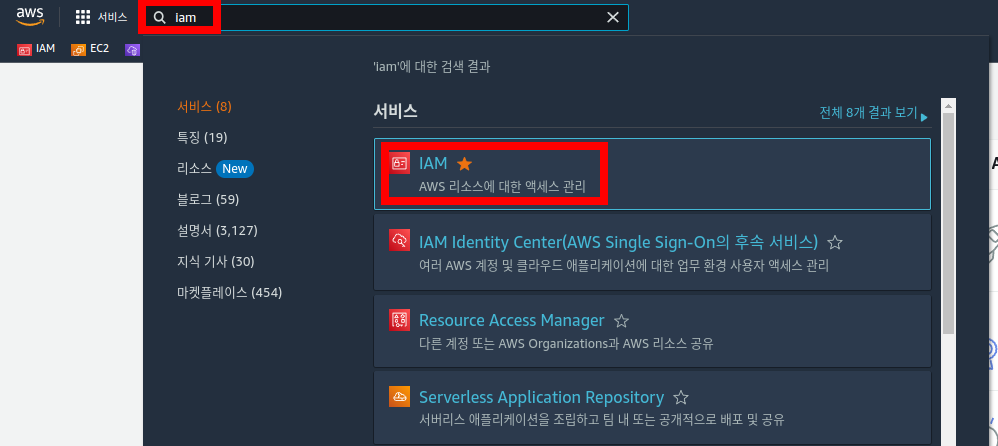 aws
서비스
iam
IAM
EC2
'iam'에 대한 검색 결과
서비스 (8)
특징 (19)
리소스 New
블로그 (59)
설명서 (3,127)
지식 기사 (30)
마켓플레이스 (454)
서비스
전체 8개 결과 보기
IAM
AWS 리소스에 대한 액세스 관리
IAM Identity Center(AWS Single Sign-On의 후속 서비스)
여러 AWS 계정 및 클라우드 애플리케이션에 대한 업무 환경 사용자 액세스 관리
Resource Access Manager
다른 계정 또는 AWS Organizations과 AWS 리소스 공유
Serverless Application Repository
서버리스 애플리케이션을 조립하고 팀 내 또는 공개적으로 배포 및 공유